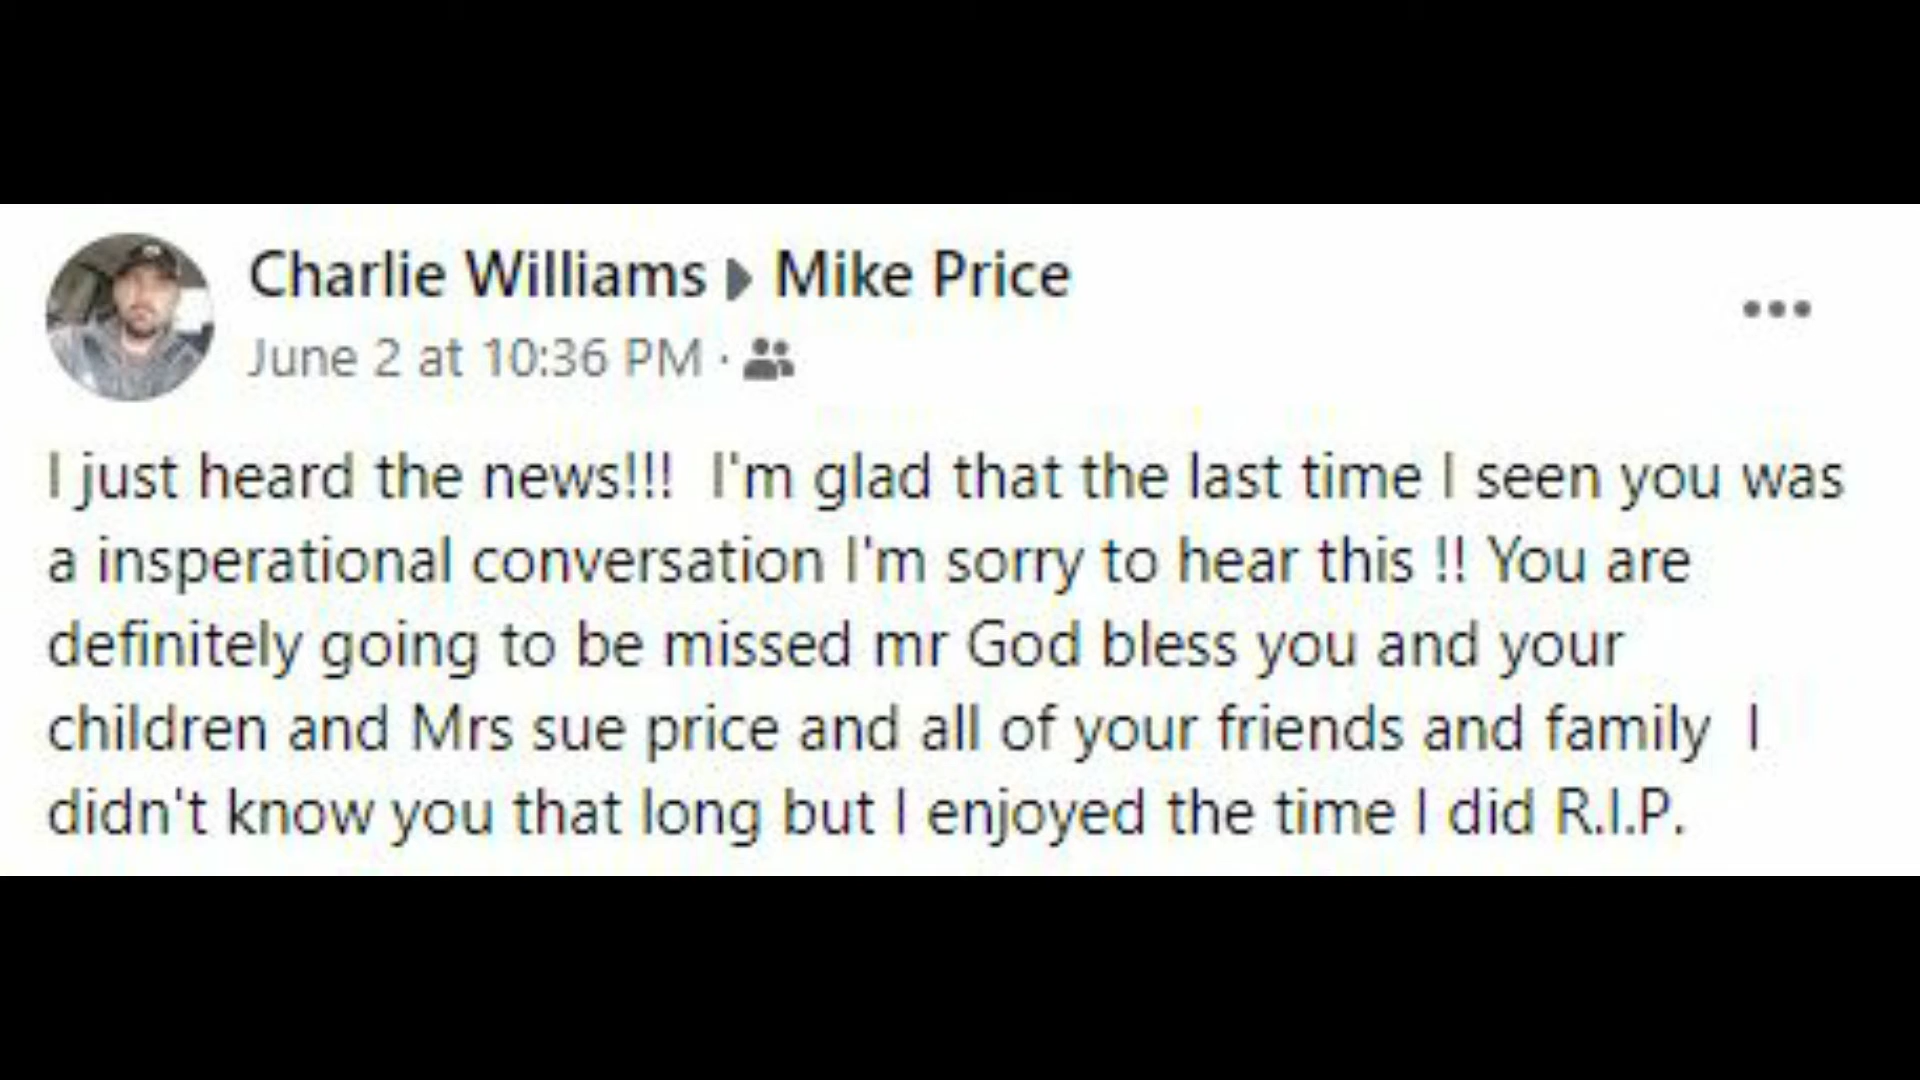 Charlie Williams ▸ Mike Price
June 2 at 10:36 PM ·
I just heard the news!!!  I'm glad that the last time I seen you was
a insperational conversation I'm sorry to hear this !! You are
definitely going to be missed mr God bless you and your
children and Mrs sue price and all of your friends and family  I
didn't know you that long but I enjoyed the time I did R.I.P.